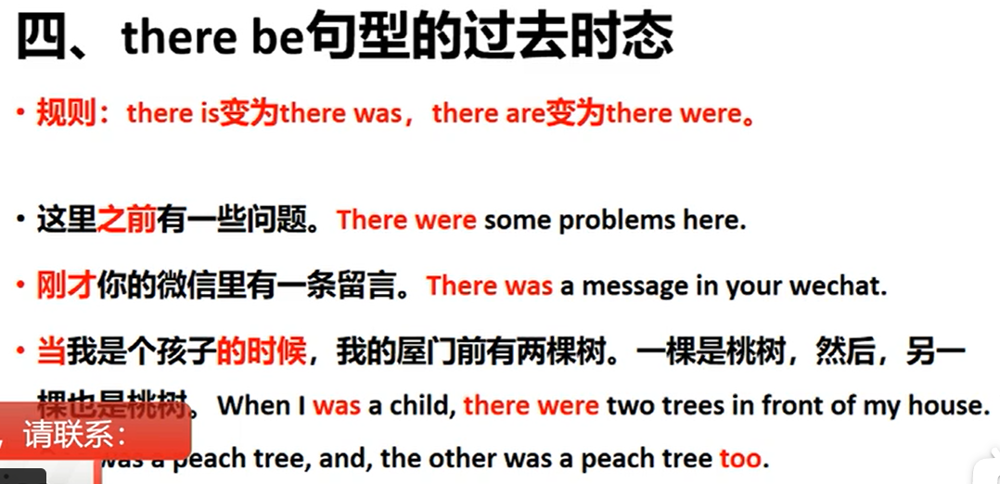 四、there be句型的过去时态
• 规则：there is变为there was，there are变为there were。
• 这里之前有一些问题。There were some problems here.
• 刚才你的微信里有一条留言。There was a message in your wechat.
• 当我是个孩子的时候，我的屋门前有两棵树。一棵是桃树，然后，另一
棵也是桃树。When I was a child, there were two trees in front of my house.
，请联系：
was a peach tree, and, the other was a peach tree too.